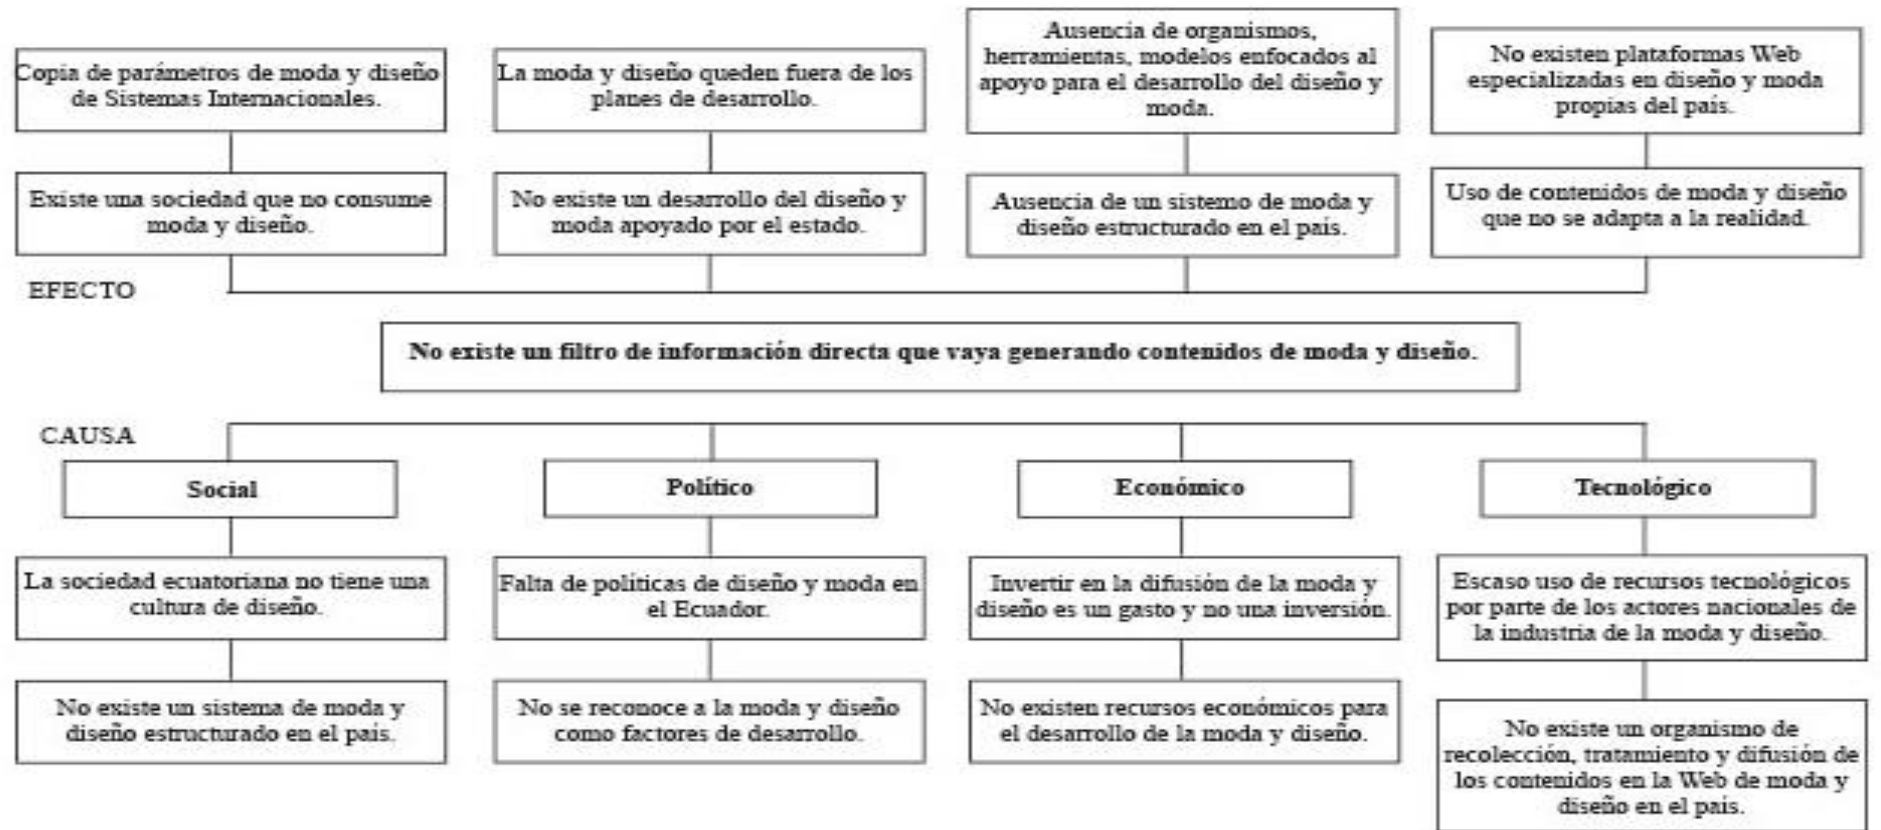 Copia de parámetros de moda y diseño
de Sistemas Internacionales.
La moda y diseño queden fuera de los
planes de desarrollo.
Ausencia de organismos,
herramientas, modelos enfocados al
apoyo para el desarrollo del diseño y
moda.
No existen plataformas Web
especializadas en diseño y moda
propias del país.
Existe una sociedad que no consume
moda y diseño.
No existe un desarrollo del diseño y
moda apoyado por el estado.
Ausencia de un sistemo de moda y
diseño estructurado en el país.
Uso de contenidos de moda y diseño
que no se adapta a la realidad.
EFECTO
No existe un filtro de información directa que vaya generando contenidos de moda y diseño.
CAUSA
Social
Político
Económico
Tecnológico
La sociedad ecuatoriana no tiene una
cultura de diseño.
Falta de políticas de diseño y moda en
el Ecuador.
Invertir en la difusión de la moda y
diseño es un gasto y no una inversión.
Escaso uso de recursos tecnológicos
por parte de los actores nacionales de
la industria de la moda y diseño.
No existe un sistema de moda y
diseño estructurado en el país.
No se reconoce a la moda y diseño
como factores de desarrollo.
No existen recursos económicos para
el desarrollo de la moda y diseño.
No existe un organismo de
recolección, tratamiento y difusión de
los contenidos en la Web de moda y
diseño en el país.